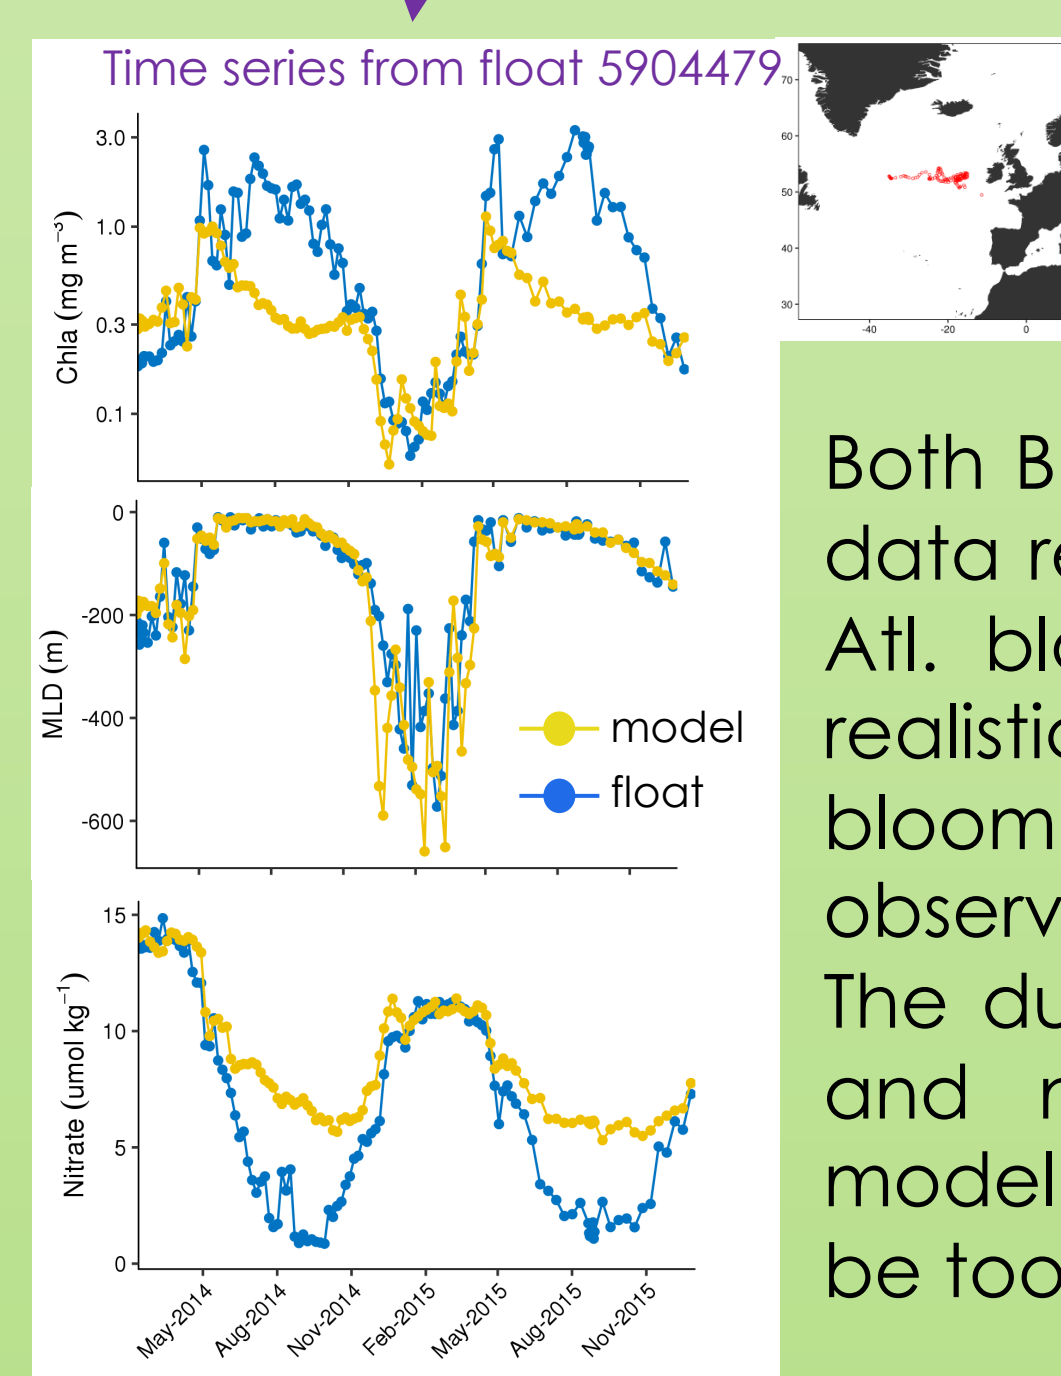 Time series from float 5904479
3.0
1.0
0.3
0.1
Chla (mg m⁻³)
0
-200
-400
-600
MLD (m)
model
float
15
10
5
0
Nitrate (umol kg⁻¹)
May-2014
Aug-2014
Nov-2014
Feb-2015
May-2015
Aug-2015
Nov-2015
70
60
50
40
30
-40
-20
0
Both B
data re
Atl. blo
realistic
bloom
observ
The du
and r
model
be too